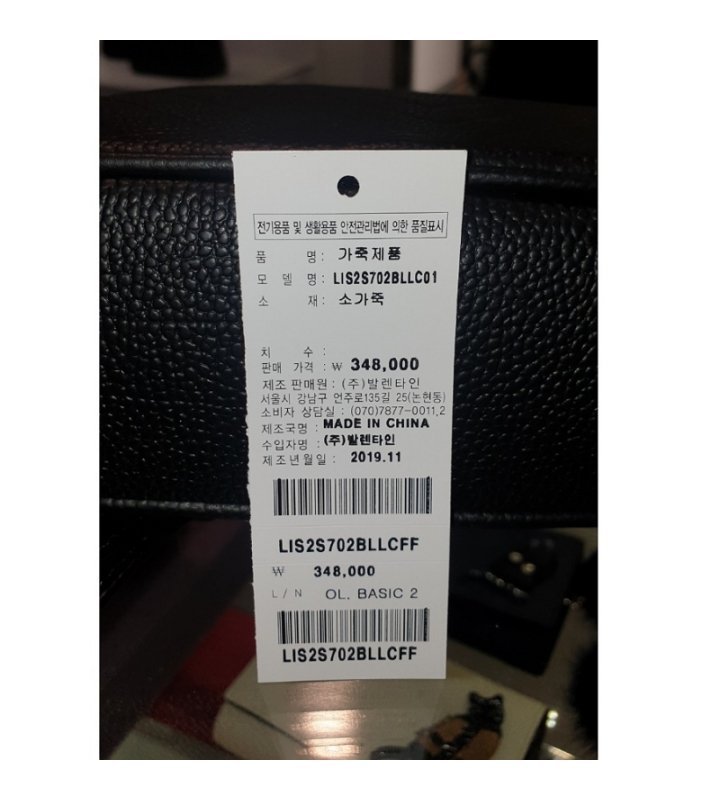 전기용품 및 생활용품 안전관리법에 의한 품질표시
품 명 : 가죽제품
모 델 명 : LIS2S702BLLC01
소 재 : 소가죽
치 수 :
판매 가격 : ₩ 348,000
제조 판매원 : (주)발렌타인
서울시 강남구 언주로135길 25(논현동)
소비자 상담실 : (070)7877-0011,2
제조국명 : MADE IN CHINA
수입자명 : (주)발렌타인
제조년월일 : 2019.11
LIS2S702BLLCFF
₩ 348,000
L/N OL. BASIC 2
LIS2S702BLLCFF